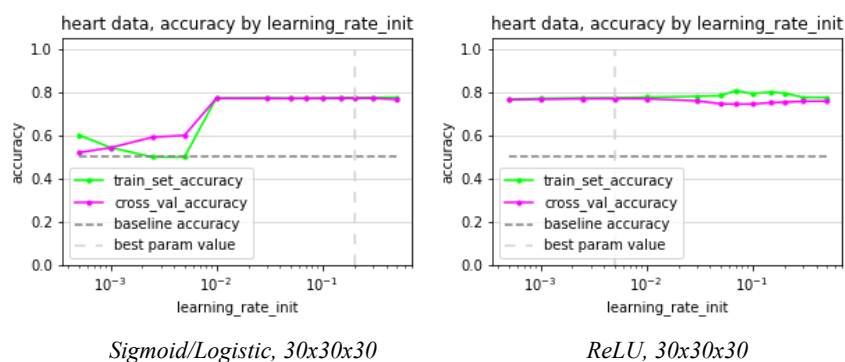 heart data, accuracy by learning_rate_init
accuracy
1.0
0.8
0.6
0.4
0.2
0.0
train_set_accuracy
cross_val_accuracy
baseline accuracy
best param value
10⁻³
10⁻²
10⁻¹
learning_rate_init
Sigmoid/Logistic, 30x30x30
heart data, accuracy by learning_rate_init
accuracy
1.0
0.8
0.6
0.4
0.2
0.0
train_set_accuracy
cross_val_accuracy
baseline accuracy
best param value
10⁻³
10⁻²
10⁻¹
learning_rate_init
ReLU, 30x30x30